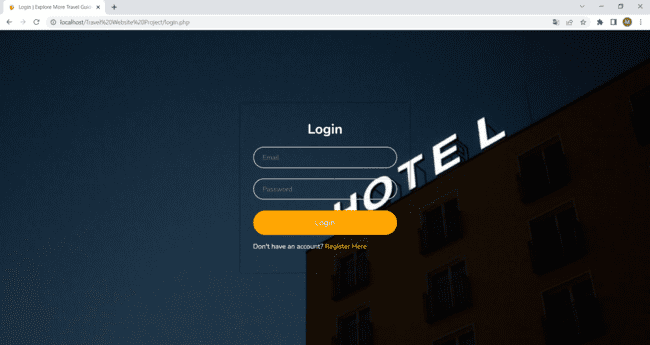 Login | Explore More Travel Guid
localhost/Travel%20Website%20Project/login.php
Login
Email
Password
HOTEL
Login
Don't have an account? Register Here